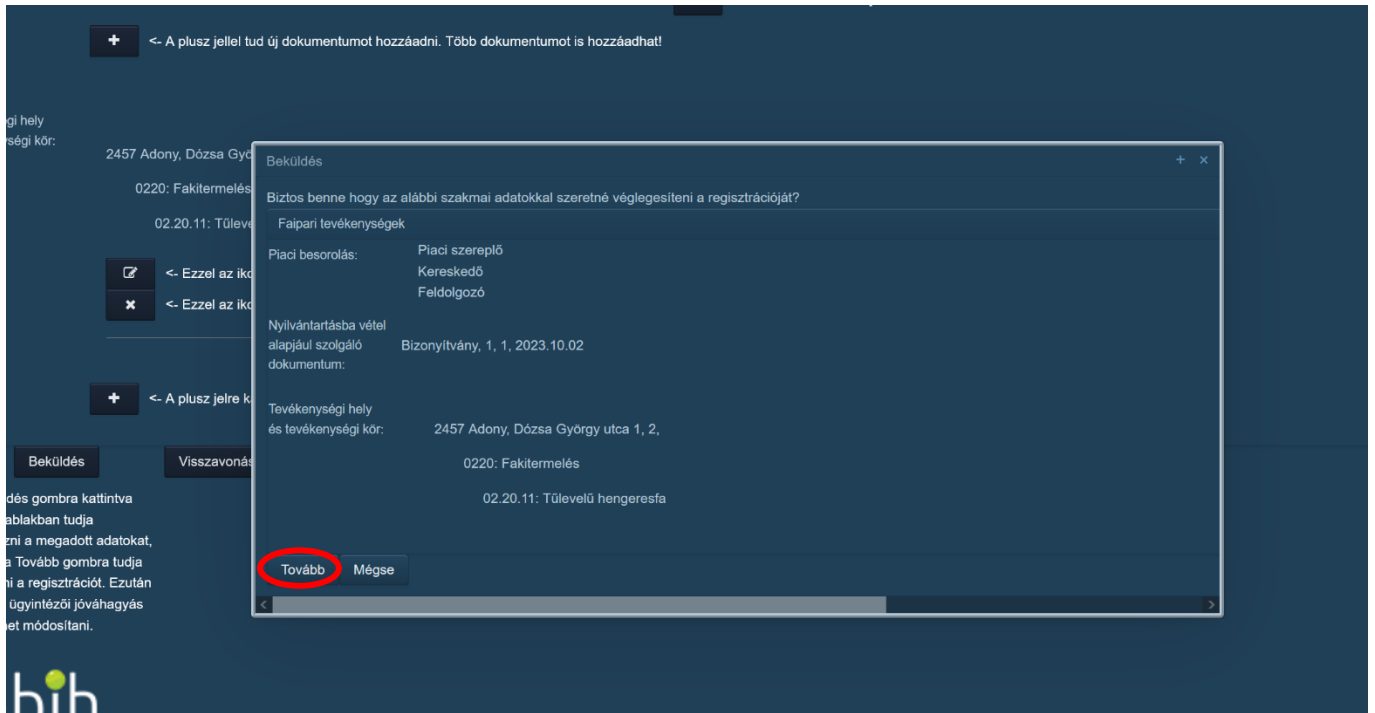 <- A plusz jellel tud új dokumentumot hozzáadni. Több dokumentumot is hozzáadhat!
gi hely
ségi kör:
2457 Adony, Dózsa Gyö
0220: Fakitermelés
02.20.11: Tűleve
<- Ezzel az iko
<- Ezzel az iko
<- A plusz jelre k
Beküldés
Visszavonás
dés gombra kattintva
ablakban tudja
zni a megadott adatokat,
a Tovább gombra tudja
ni a regisztrációt. Ezután
ügyintézői jóváhagyás
et módosítani.
Beküldés
Biztos benne hogy az alábbi szakmai adatokkal szeretné véglegesíteni a regisztrációját?
Faipari tevékenységek
Piaci besorolás:
Piaci szereplő
Kereskedő
Feldolgozó
Nyilvántartásba vétel
alapjául szolgáló
dokumentum:
Bizonyítvány, 1, 1, 2023.10.02
Tevékenységi hely
és tevékenységi kör:
2457 Adony, Dózsa György utca 1, 2,
0220: Fakitermelés
02.20.11: Tűlevelű hengeresfa
Tovább
Mégse